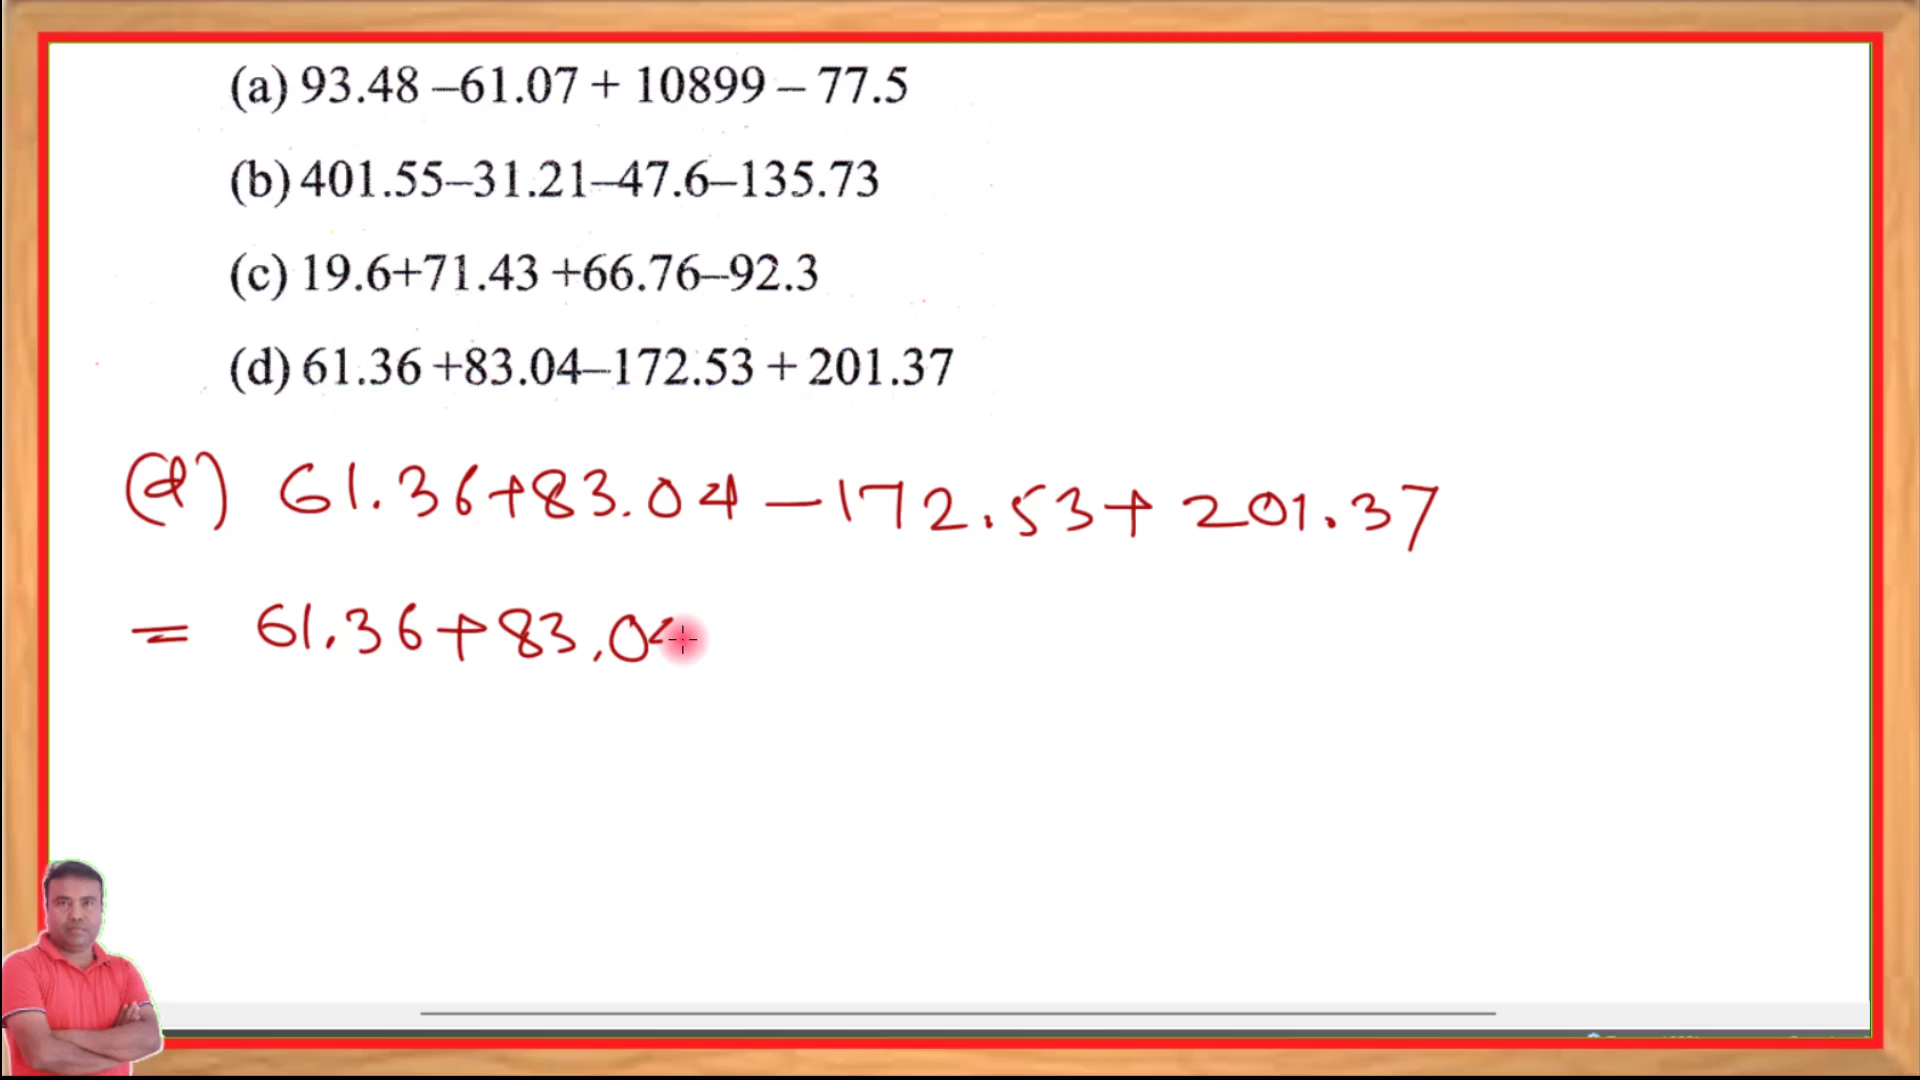 (a) 93.48 –61.07 + 10899 – 77.5
(b) 401.55–31.21–47.6–135.73
(c) 19.6+71.43 +66.76–92.3
(d) 61.36 +83.04–172.53 + 201.37
(d) 61.36+83.04 – 172.53+ 201.37
= 61.36+83.04